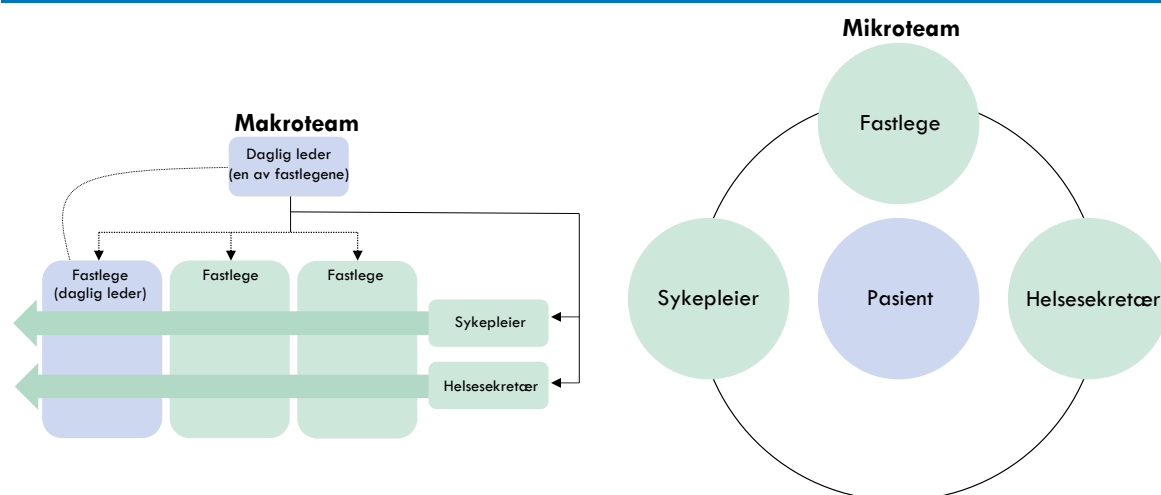 Makroteam
Daglig leder
(en av fastlegene)
Fastlege
(daglig leder)
Fastlege
Fastlege
Sykepleier
Helsesekretær
Mikroteam
Fastlege
Sykepleier
Pasient
Helsesekretær